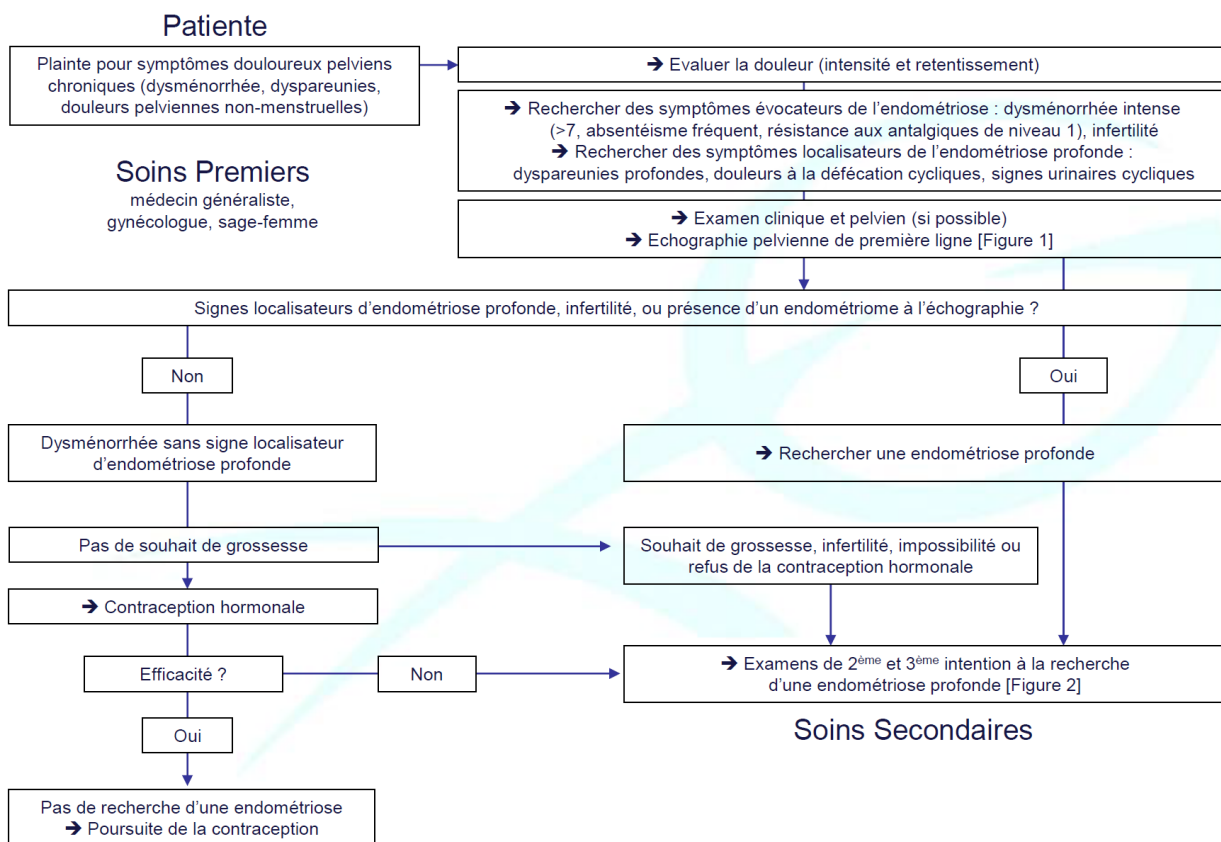 Patiente
Plainte pour symptômes douloureux pelviens
chroniques (dysménorrhée, dyspareunies,
douleurs pelviennes non-menstruelles)
➔ Evaluer la douleur (intensité et retentissement)
➔ Rechercher des symptômes évocateurs de l’endométriose : dysménorrhée intense
(>7, absentéisme fréquent, résistance aux antalgiques de niveau 1), infertilité
➔ Rechercher des symptômes localisateurs de l’endométriose profonde :
dyspareunies profondes, douleurs à la défécation cycliques, signes urinaires cycliques
Soins Premiers
médecin généraliste,
gynécologue, sage-femme
➔ Examen clinique et pelvien (si possible)
➔ Echographie pelvienne de première ligne [Figure 1]
Signes localisateurs d’endométriose profonde, infertilité, ou présence d’un endométriome à l’échographie ?
Non
Oui
Dysménorrhée sans signe localisateur
d’endométriose profonde
➔ Rechercher une endométriose profonde
Pas de souhait de grossesse
Souhait de grossesse, infertilité, impossibilité ou
refus de la contraception hormonale
➔ Contraception hormonale
Efficacité ?
Non
➔ Examens de 2ème et 3ème intention à la recherche
d’une endométriose profonde [Figure 2]
Oui
Soins Secondaires
Pas de recherche d’une endométriose
➔ Poursuite de la contraception